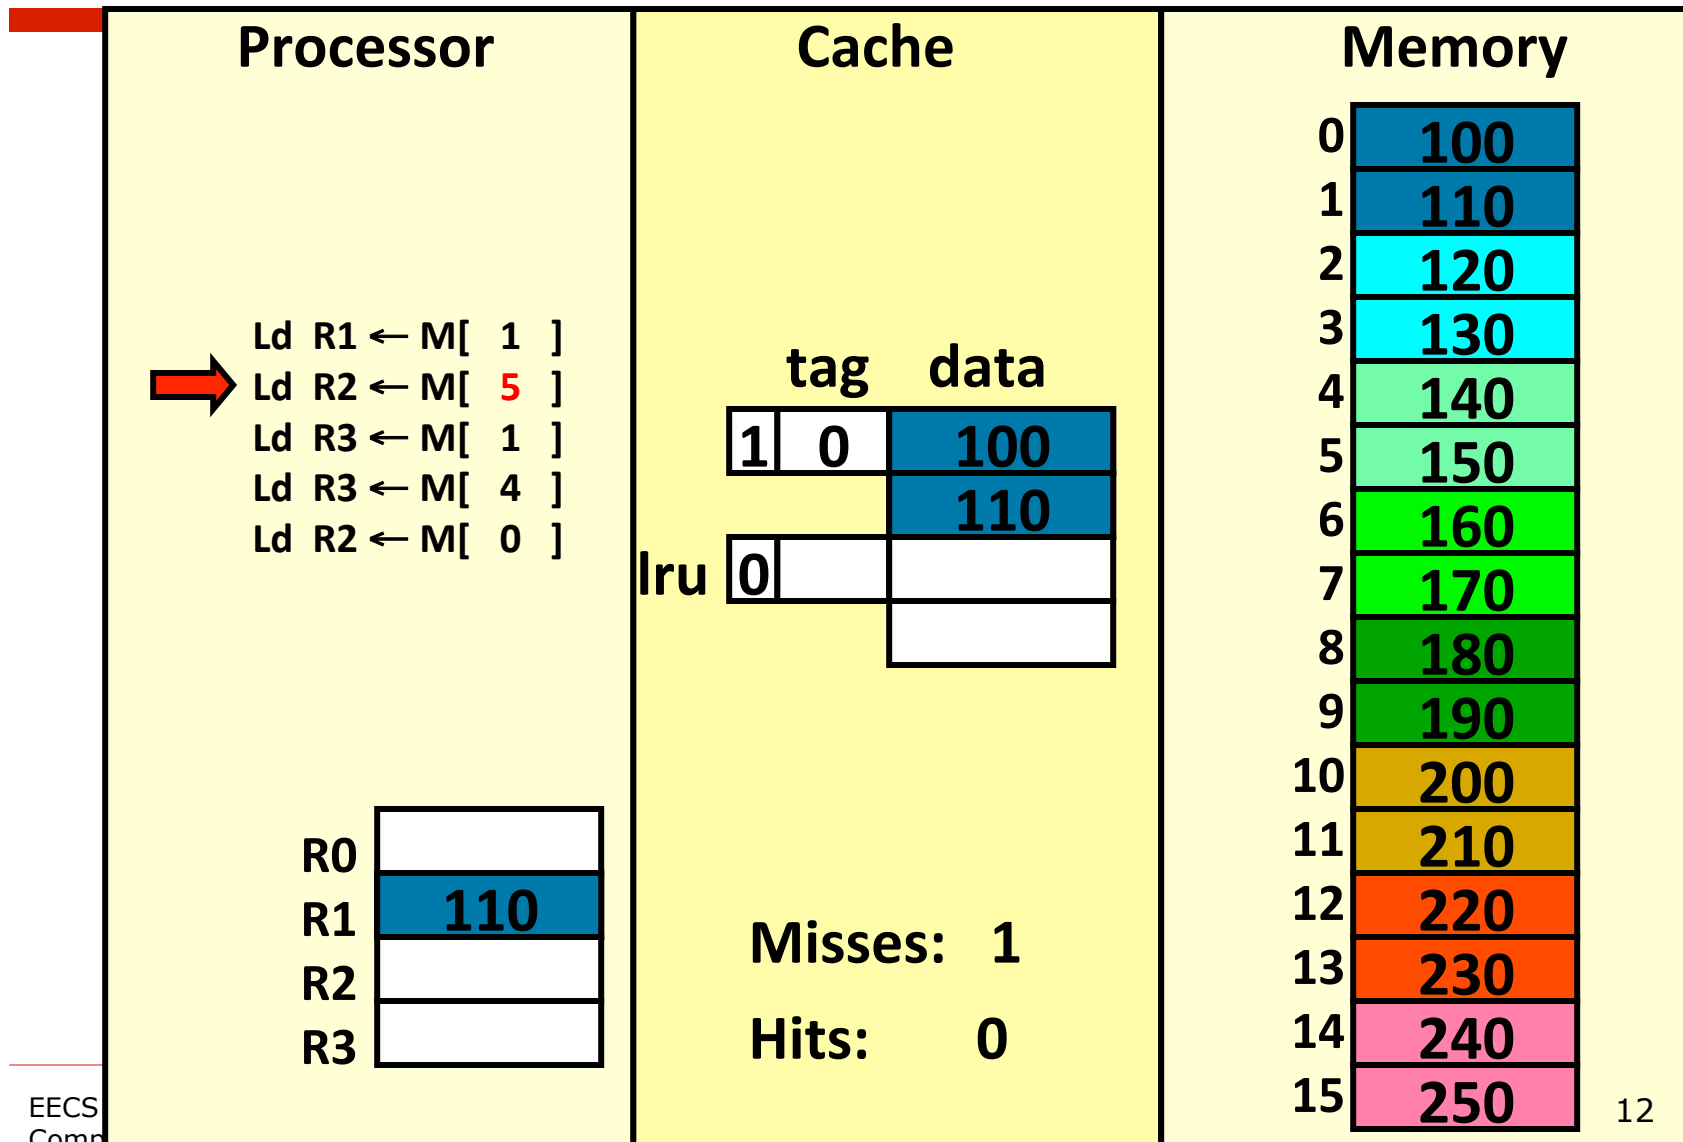 Processor
Ld R1 ← M[ 1 ]
Ld R2 ← M[ 5 ]
Ld R3 ← M[ 1 ]
Ld R3 ← M[ 4 ]
Ld R2 ← M[ 0 ]
R0
R1 110
R2
R3
Cache
tag data
1 0 100
110
lru 0
Misses: 1
Hits: 0
Memory
0 100
1 110
2 120
3 130
4 140
5 150
6 160
7 170
8 180
9 190
10 200
11 210
12 220
13 230
14 240
15 250
EECS
Comp
12